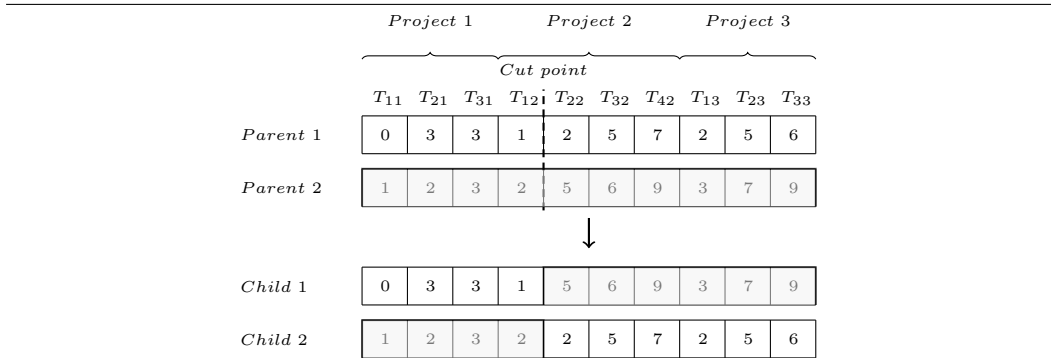 Project 1 Project 2 Project 3
Cut point
T11 T21 T31 T12 T22 T32 T42 T13 T23 T33
Parent 1 0 3 3 1 2 5 7 2 5 6
Parent 2 1 2 3 2 5 6 9 3 7 9
Child 1 0 3 3 1 5 6 9 3 7 9
Child 2 1 2 3 2 2 5 7 2 5 6